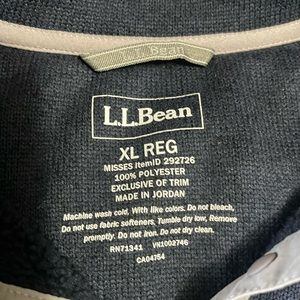 L.L.Bean
L.L.Bean
XL REG
MISSES ItemID 292726
100% POLYESTER
EXCLUSIVE OF TRIM
MADE IN JORDAN
Machine wash cold, With like colors. Do not bleach,
Do not use fabric softeners. Tumble dry low, Remove
promptly. Do not iron. Do not dry clean.
RN71341 VN1002746
CA04754